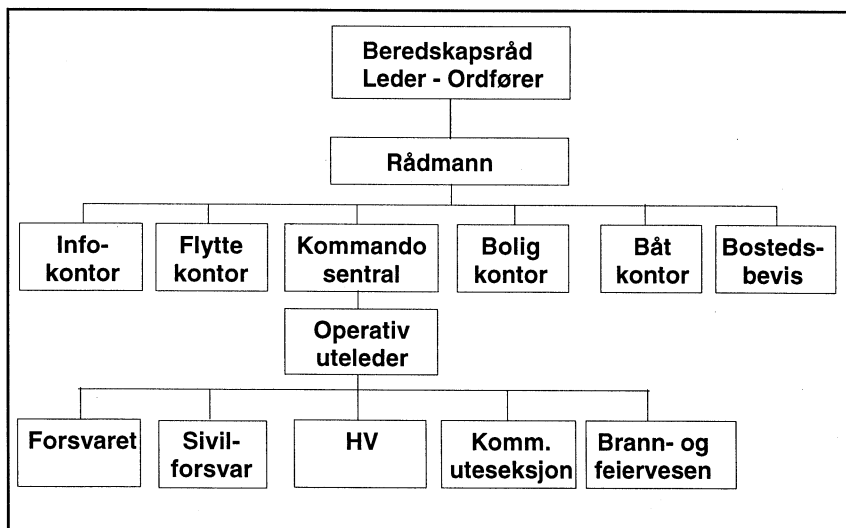 Beredskapsråd
Leder - Ordfører
Rådmann
Info-
kontor
Flytte
kontor
Kommando
sentral
Bolig
kontor
Båt
kontor
Bosteds-
bevis
Operativ
uteleder
Forsvaret
Sivil-
forsvar
HV
Komm.
uteseksjon
Brann- og
feiervesen